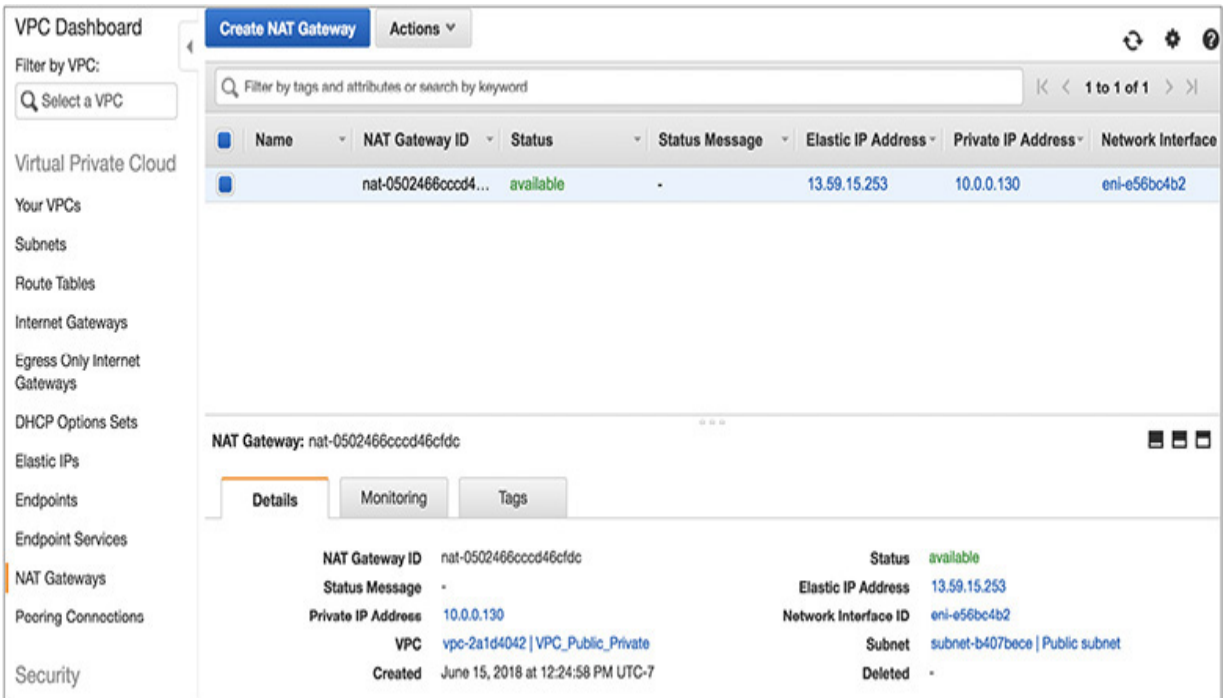 VPC Dashboard
Filter by VPC:
Select a VPC
Virtual Private Cloud
Your VPCs
Subnets
Route Tables
Internet Gateways
Egress Only Internet
Gateways
DHCP Options Sets
Elastic IPs
Endpoints
Endpoint Services
NAT Gateways
Peering Connections
Security
Create NAT Gateway Actions
Filter by tags and attributes or search by keyword 1 to 1 of 1
Name NAT Gateway ID Status Status Message Elastic IP Address Private IP Address Network Interface
nat-0502466cccd4... available - 13.59.15.253 10.0.0.130 eni-e56bc4b2
NAT Gateway: nat-0502466cccd46cfdc
Details Monitoring Tags
NAT Gateway ID nat-0502466cccd46cfdc Status available
Status Message - Elastic IP Address 13.59.15.253
Private IP Address 10.0.0.130 Network Interface ID eni-e56bc4b2
VPC vpc-2a1d4042 | VPC_Public_Private Subnet subnet-b407bece | Public subnet
Created June 15, 2018 at 12:24:58 PM UTC-7 Deleted -